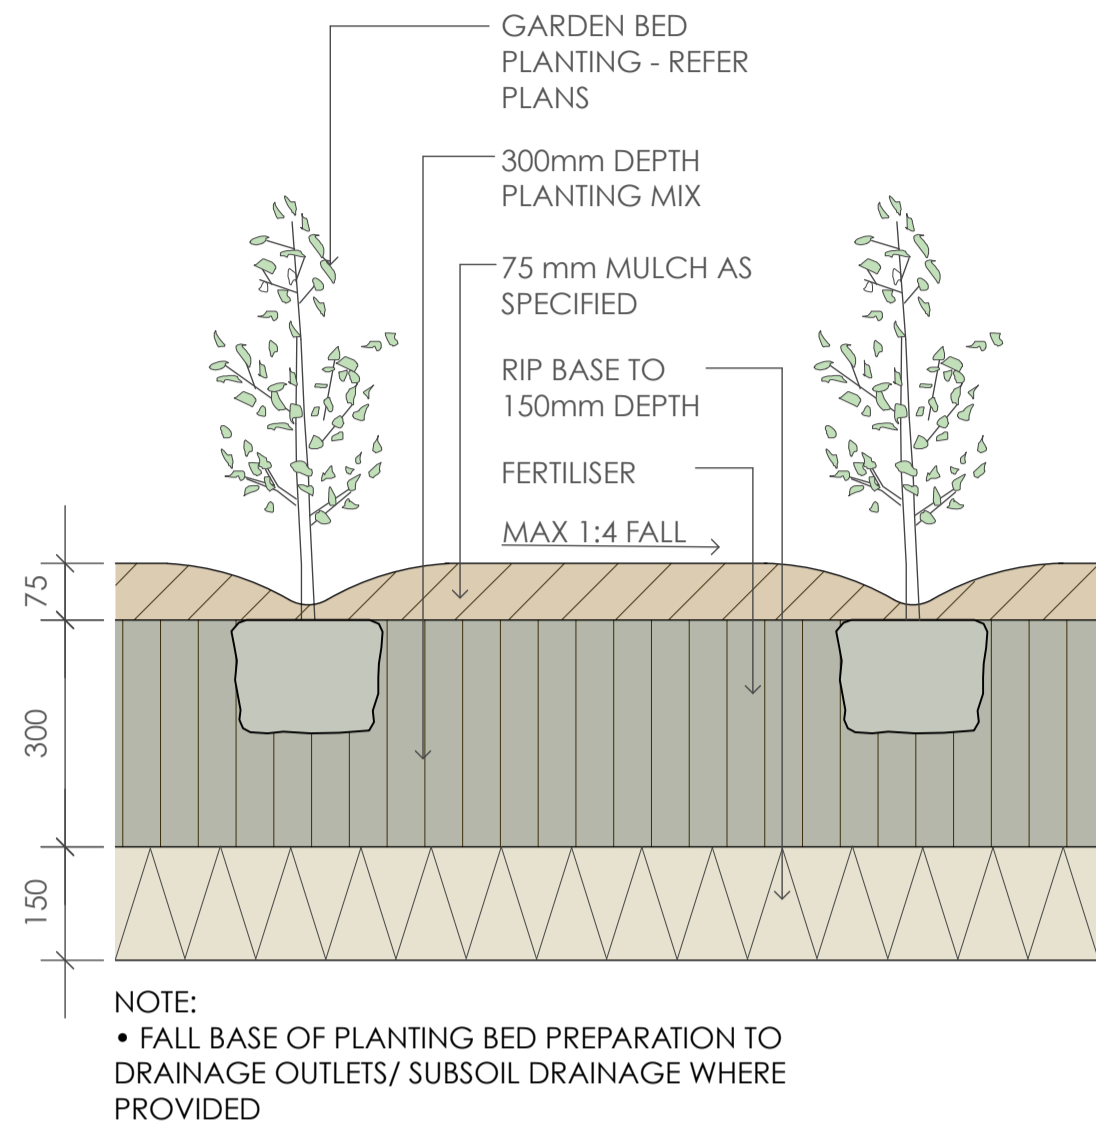 GARDEN BED
PLANTING - REFER
PLANS
300mm DEPTH
PLANTING MIX
75 mm MULCH AS
SPECIFIED
RIP BASE TO
150mm DEPTH
FERTILISER
MAX 1:4 FALL
75
300
150
NOTE:
• FALL BASE OF PLANTING BED PREPARATION TO
DRAINAGE OUTLETS/ SUBSOIL DRAINAGE WHERE
PROVIDED